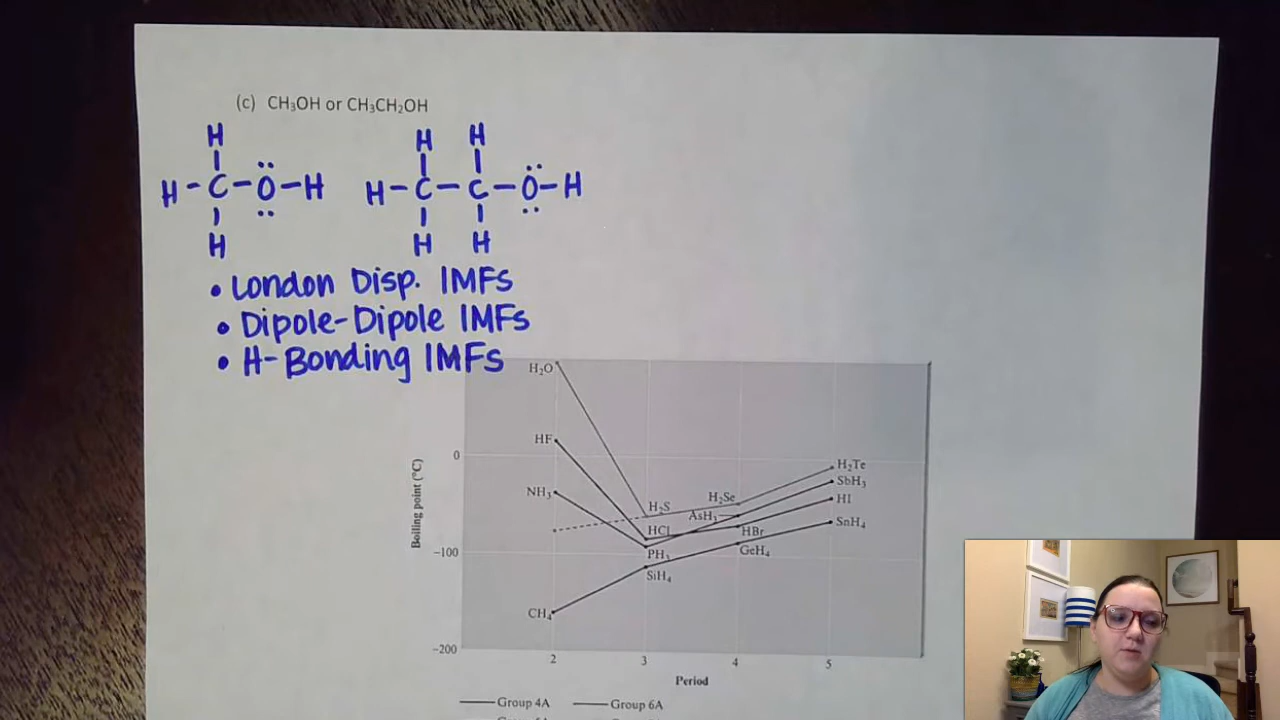 (c) CH₃OH or CH₃CH₂OH
H
H-C-Ö-H
H
H H
H-C-C-Ö-H
H H
• London Disp. IMFs
• Dipole-Dipole IMFs
• H-Bonding IMFs
Boiling point (°C)
0
−100
−200
H₂O
HF
NH₃
CH₄
H₂S
HCl
PH₃
SiH₄
H₂Se
AsH₃
HBr
GeH₄
H₂Te
SbH₃
HI
SnH₄
2 3 4 5
Period
Group 4A Group 6A